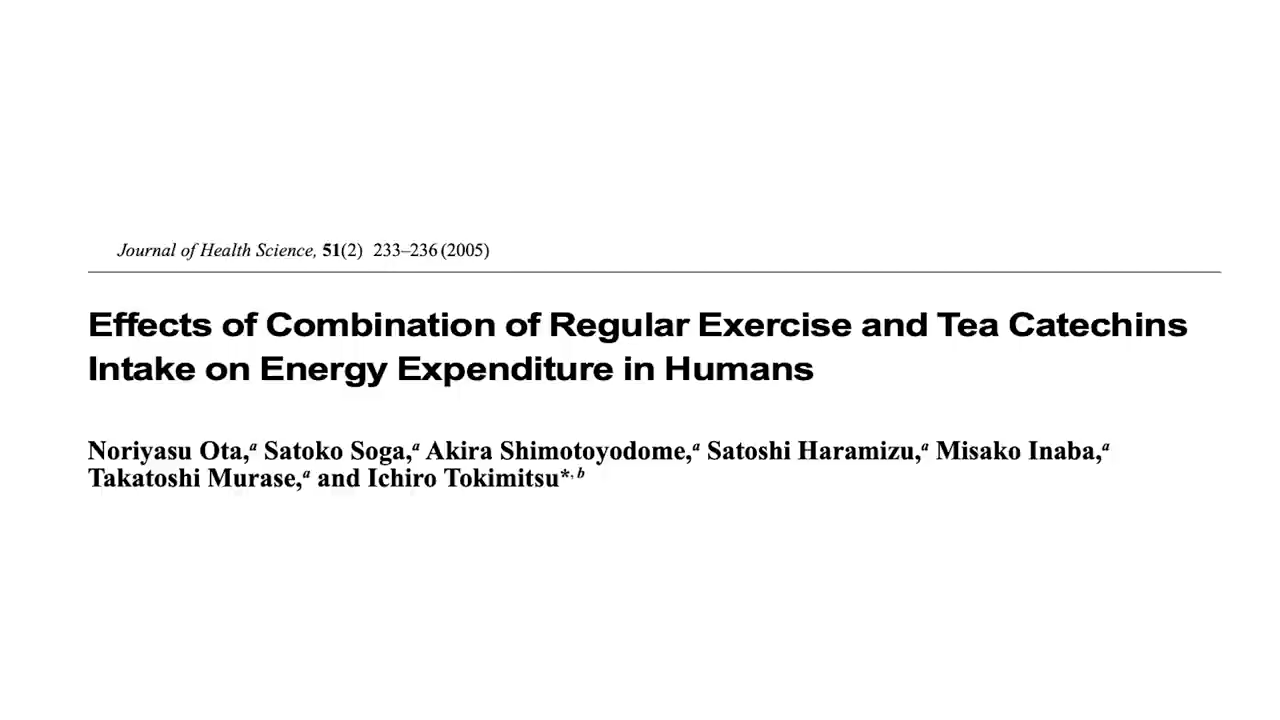 Journal of Health Science, 51(2) 233–236 (2005)
Effects of Combination of Regular Exercise and Tea Catechins
Intake on Energy Expenditure in Humans
Noriyasu Ota,a Satoko Soga,a Akira Shimotoyodome,a Satoshi Haramizu,a Misako Inaba,a
Takatoshi Murase,a and Ichiro Tokimitsu*,b